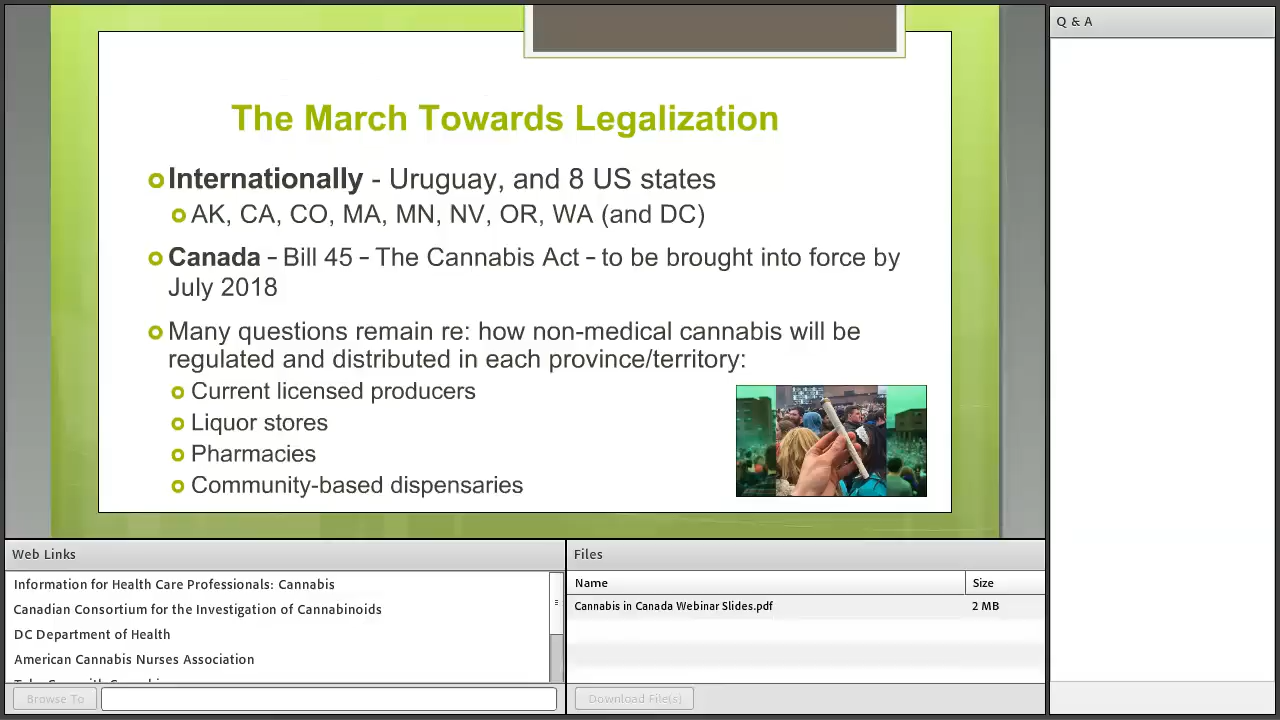 The March Towards Legalization
Internationally - Uruguay, and 8 US states
AK, CA, CO, MA, MN, NV, OR, WA (and DC)
Canada – Bill 45 – The Cannabis Act – to be brought into force by
July 2018
Many questions remain re: how non-medical cannabis will be
regulated and distributed in each province/territory:
Current licensed producers
Liquor stores
Pharmacies
Community-based dispensaries
Q & A
Web Links
Information for Health Care Professionals: Cannabis
Canadian Consortium for the Investigation of Cannabinoids
DC Department of Health
American Cannabis Nurses Association
Browse To
Files
Name Size
Cannabis in Canada Webinar Slides.pdf 2 MB
Download File(s)